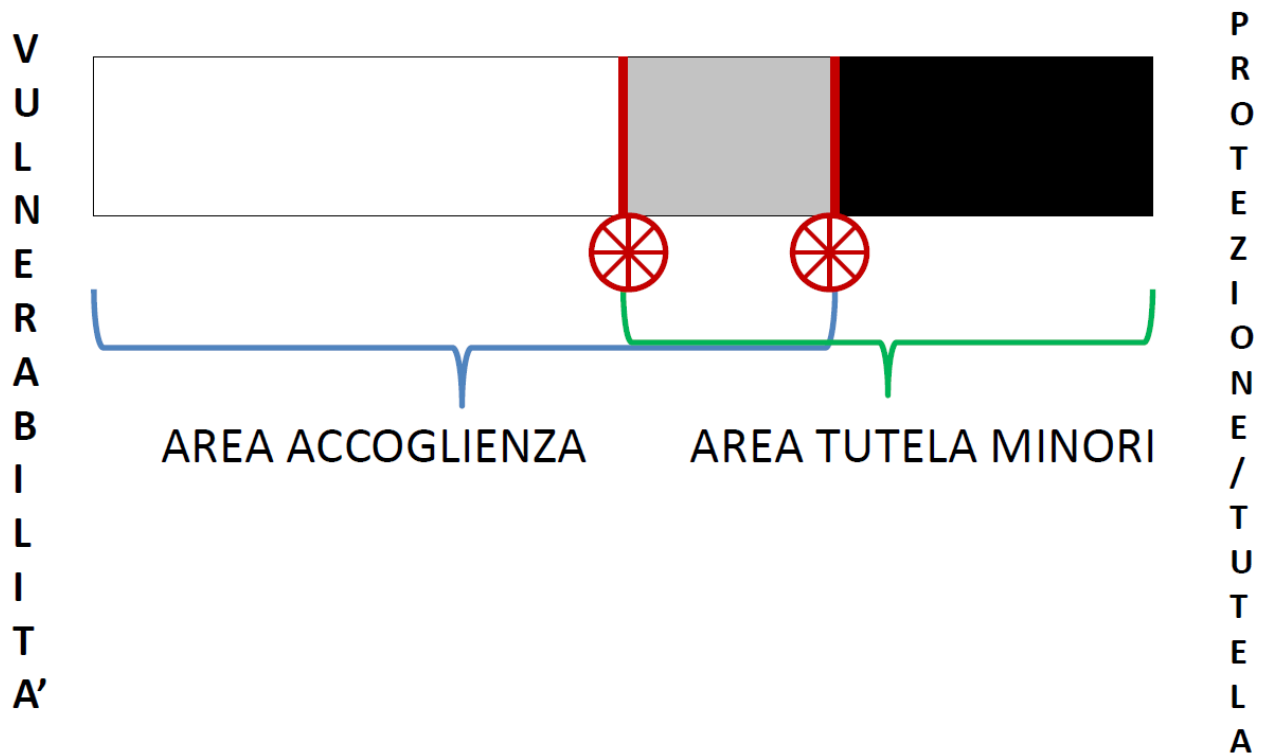 VULNERABILITA'
AREA ACCOGLIENZA
AREA TUTELA MINORI
PROTEZIONE/TUTELA